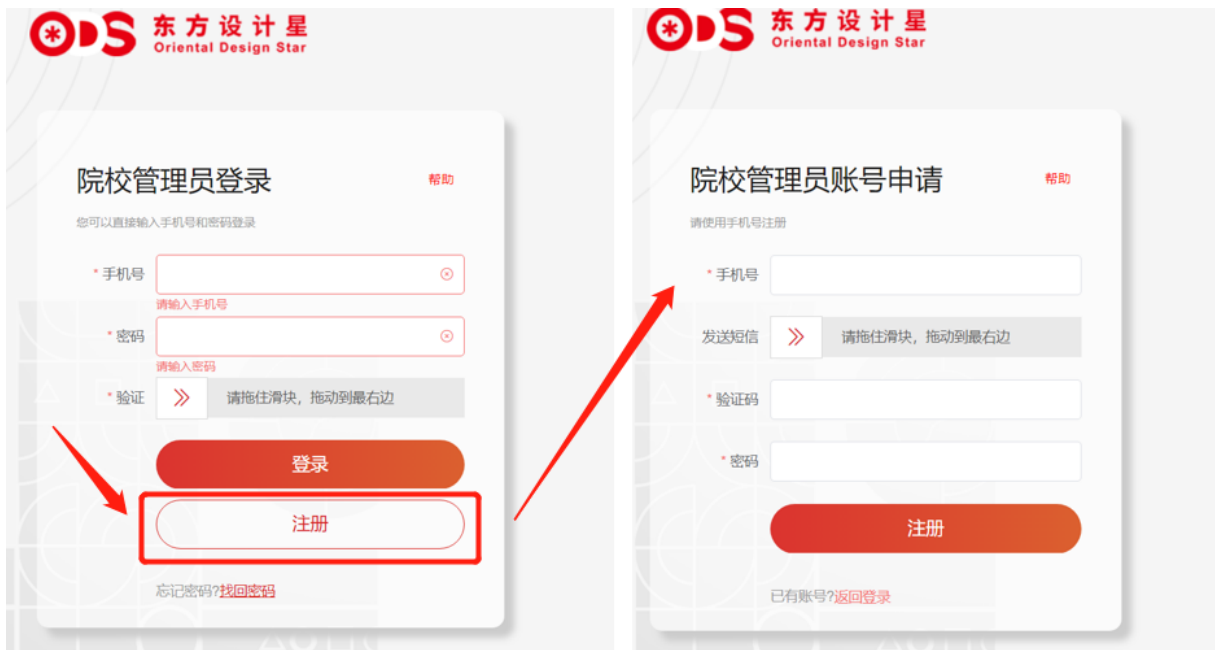 ODS 东方设计星
Oriental Design Star
院校管理员登录 帮助
您可以直接输入手机号和密码登录
* 手机号
请输入手机号
* 密码
请输入密码
* 验证 请拖住滑块，拖动到最右边
登录
注册
忘记密码?找回密码
ODS 东方设计星
Oriental Design Star
院校管理员账号申请 帮助
请使用手机号注册
* 手机号
发送短信 请拖住滑块，拖动到最右边
* 验证码
* 密码
注册
已有账号?返回登录